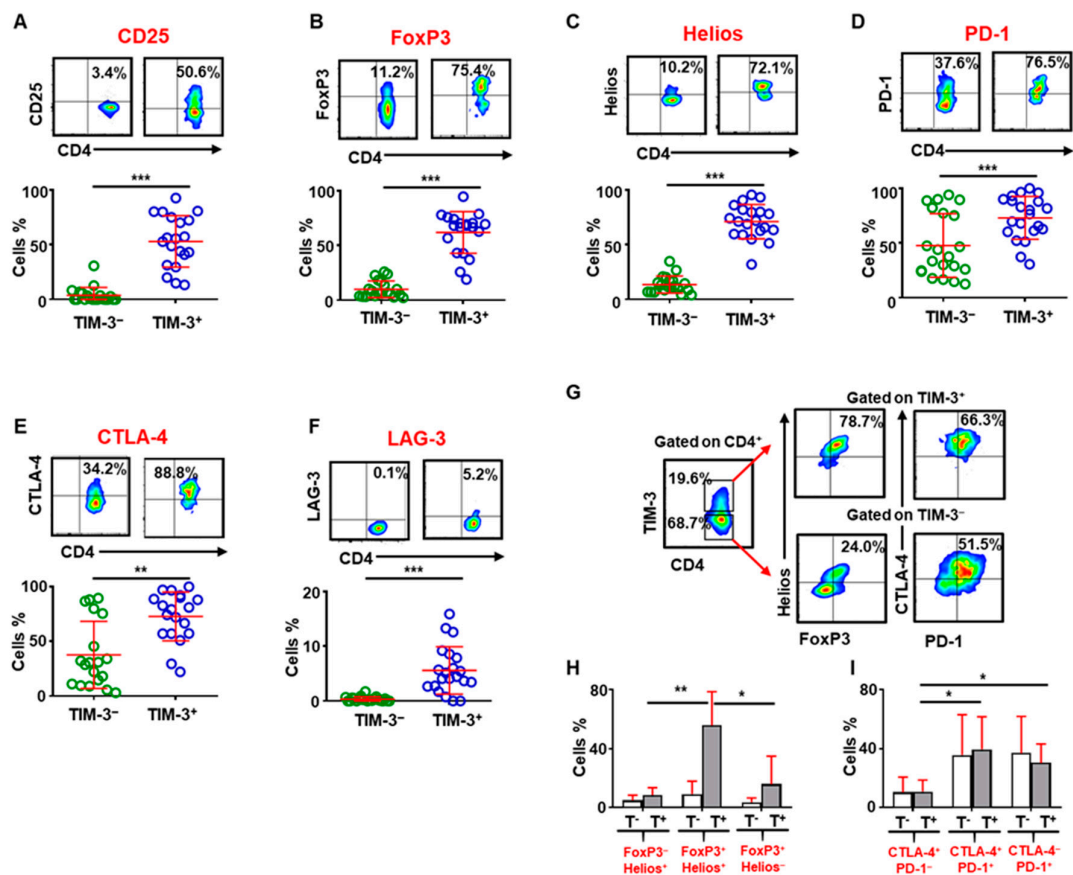 A
CD25
3.4%
50.6%
CD25
CD4
***
Cells %
100
50
0
TIM-3⁻
TIM-3⁺
B
FoxP3
11.2%
75.4%
FoxP3
CD4
***
Cells %
100
50
0
TIM-3⁻
TIM-3⁺
C
Helios
10.2%
72.1%
Helios
CD4
***
Cells %
100
50
0
TIM-3⁻
TIM-3⁺
D
PD-1
37.6%
76.5%
PD-1
CD4
***
Cells %
100
50
0
TIM-3⁻
TIM-3⁺
E
CTLA-4
34.2%
88.8%
CTLA-4
CD4
**
Cells %
100
50
0
TIM-3⁻
TIM-3⁺
F
LAG-3
0.1%
5.2%
LAG-3
CD4
***
Cells %
20
10
0
TIM-3⁻
TIM-3⁺
G
Gated on TIM-3⁺
Gated on CD4⁺
78.7%
66.3%
19.6%
68.7%
TIM-3
CD4
Gated on TIM-3⁻
24.0%
51.5%
Helios
CTLA-4
FoxP3
PD-1
H
**
*
Cells %
80
40
0
T⁻ T⁺ T⁻ T⁺ T⁻ T⁺
FoxP3⁻ FoxP3⁺ FoxP3⁺
Helios⁺ Helios⁺ Helios⁻
I
*
*
Cells %
80
40
0
T⁻ T⁺ T⁻ T⁺ T⁻ T⁺
CTLA-4⁺ CTLA-4⁺ CTLA-4⁻
PD-1⁻ PD-1⁺ PD-1⁺